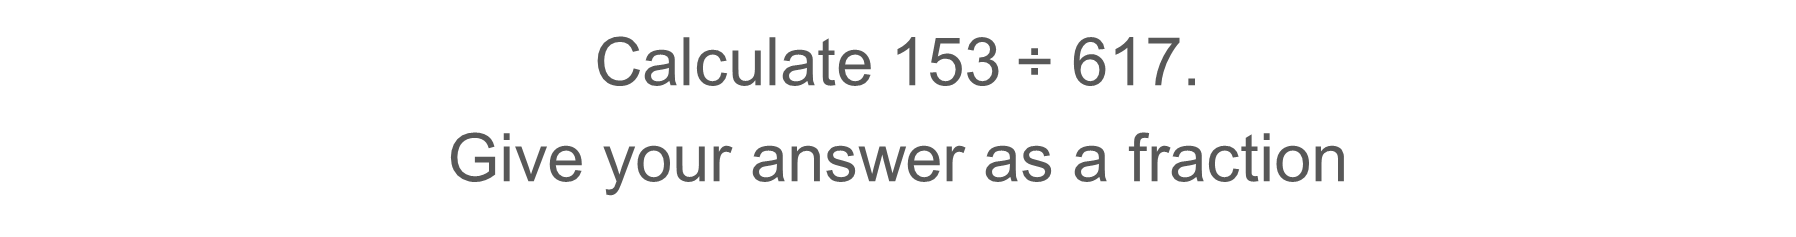 Calculate 153 ÷ 617.
Give your answer as a fraction